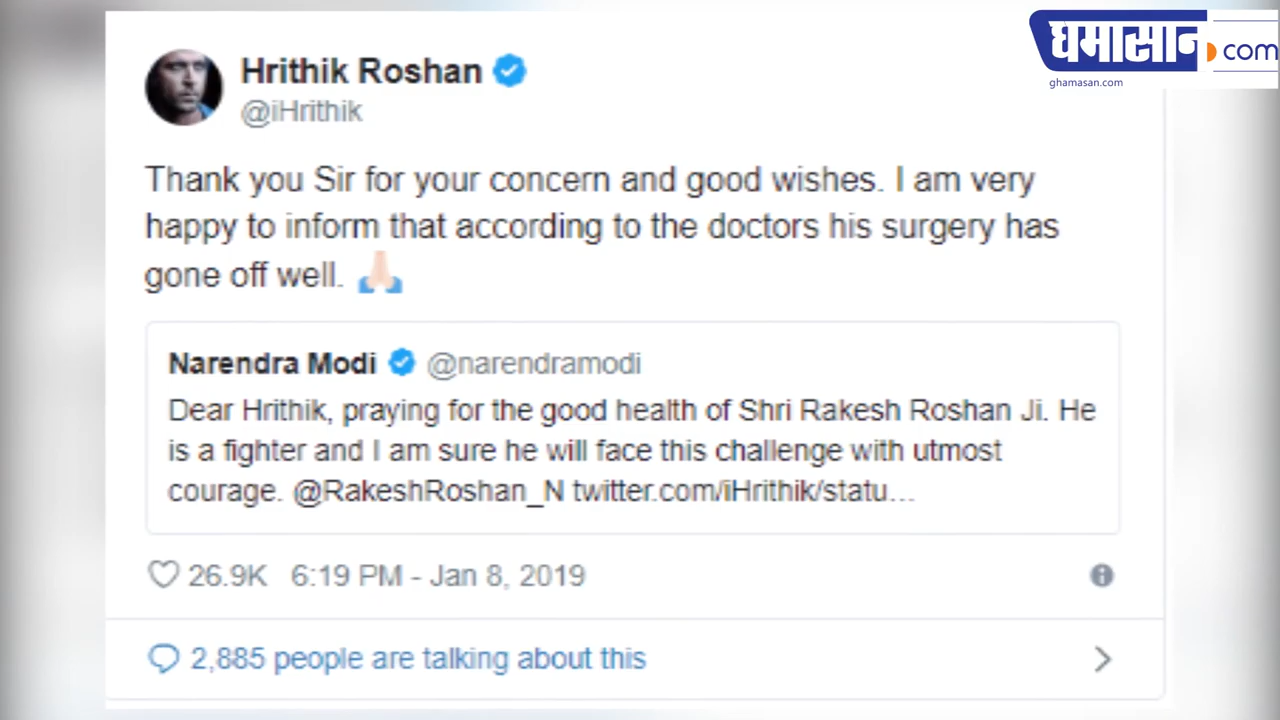 घमासान.com
ghamasan.com
Hrithik Roshan
@iHrithik
Thank you Sir for your concern and good wishes. I am very
happy to inform that according to the doctors his surgery has
gone off well. 🙏🏻
Narendra Modi @narendramodi
Dear Hrithik, praying for the good health of Shri Rakesh Roshan Ji. He
is a fighter and I am sure he will face this challenge with utmost
courage. @RakeshRoshan_N twitter.com/iHrithik/statu…
26.9K 6:19 PM - Jan 8, 2019
2,885 people are talking about this